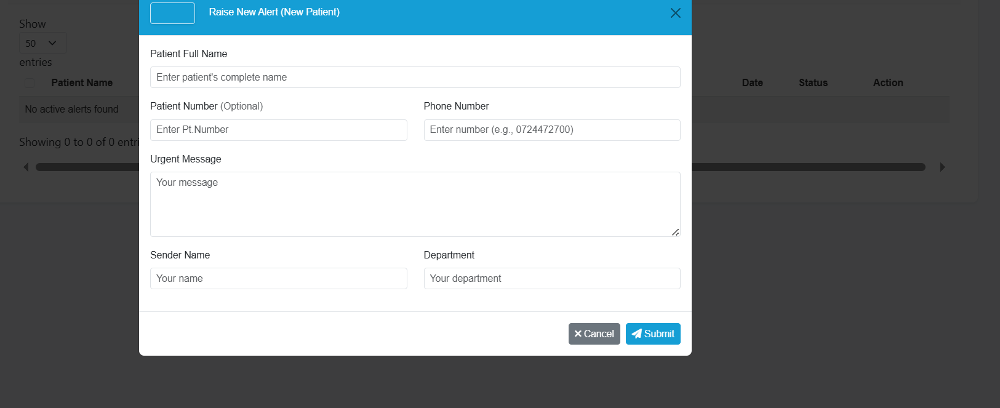 Raise New Alert (New Patient)
Show
50
entries
Patient Name
Date Status Action
No active alerts found
Showing 0 to 0 of 0 entri
Patient Full Name
Enter patient's complete name
Patient Number (Optional)
Enter Pt.Number
Phone Number
Enter number (e.g., 0724472700)
Urgent Message
Your message
Sender Name
Your name
Department
Your department
Cancel
Submit